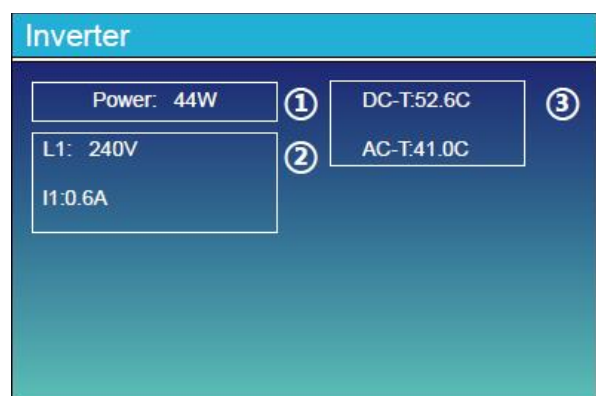 Inverter
Power: 44W
①
L1: 240V
I1:0.6A
②
DC-T:52.6C
AC-T:41.0C
③